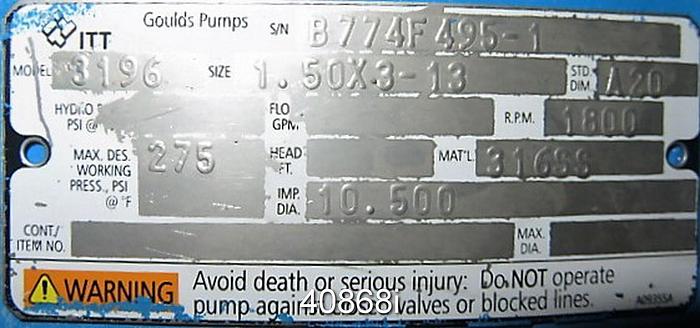 ITT Goulds Pumps S/N B774F495-1
MODEL 3196 SIZE 1.50X3-13 STD. DIM. A20
HYDRO PSI @ FLO GPM R.P.M. 1800
MAX. DES. WORKING PRESS., PSI @ °F 275 HEAD FT. MAT'L. 316SS
IMP. DIA. 10.500
CONT./ ITEM NO. MAX. DIA.
WARNING Avoid death or serious injury: Do NOT operate
pump against valves or blocked lines. A09355A
40868i